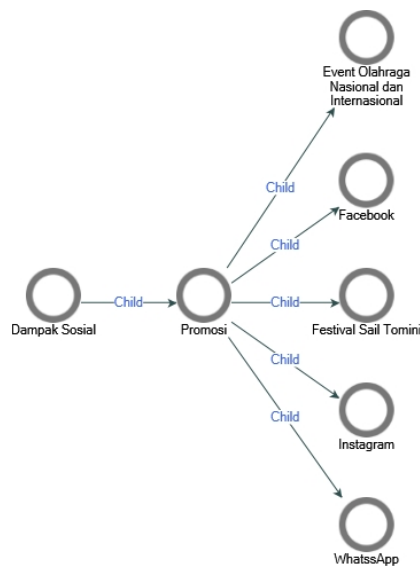 Event Olahraga
Nasional dan
Internasional
Child
Facebook
Child
Dampak Sosial
Child
Promosi
Child
Festival Sail Tomini
Child
Instagram
Child
WhatssApp